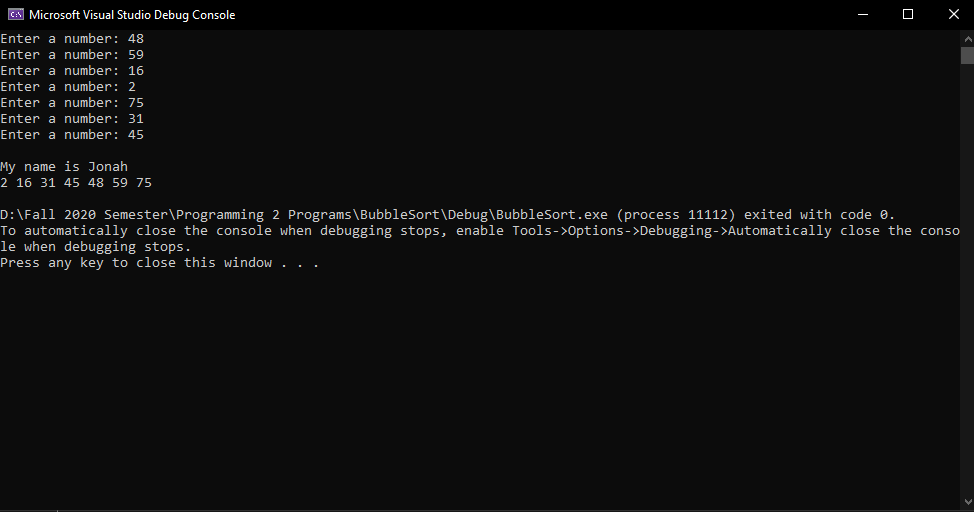 Microsoft Visual Studio Debug Console
Enter a number: 48
Enter a number: 59
Enter a number: 16
Enter a number: 2
Enter a number: 75
Enter a number: 31
Enter a number: 45
My name is Jonah
2 16 31 45 48 59 75
D:\Fall 2020 Semester\Programming 2 Programs\BubbleSort\Debug\BubbleSort.exe (process 11112) exited with code 0.
To automatically close the console when debugging stops, enable Tools->Options->Debugging->Automatically close the conso
le when debugging stops.
Press any key to close this window . . .